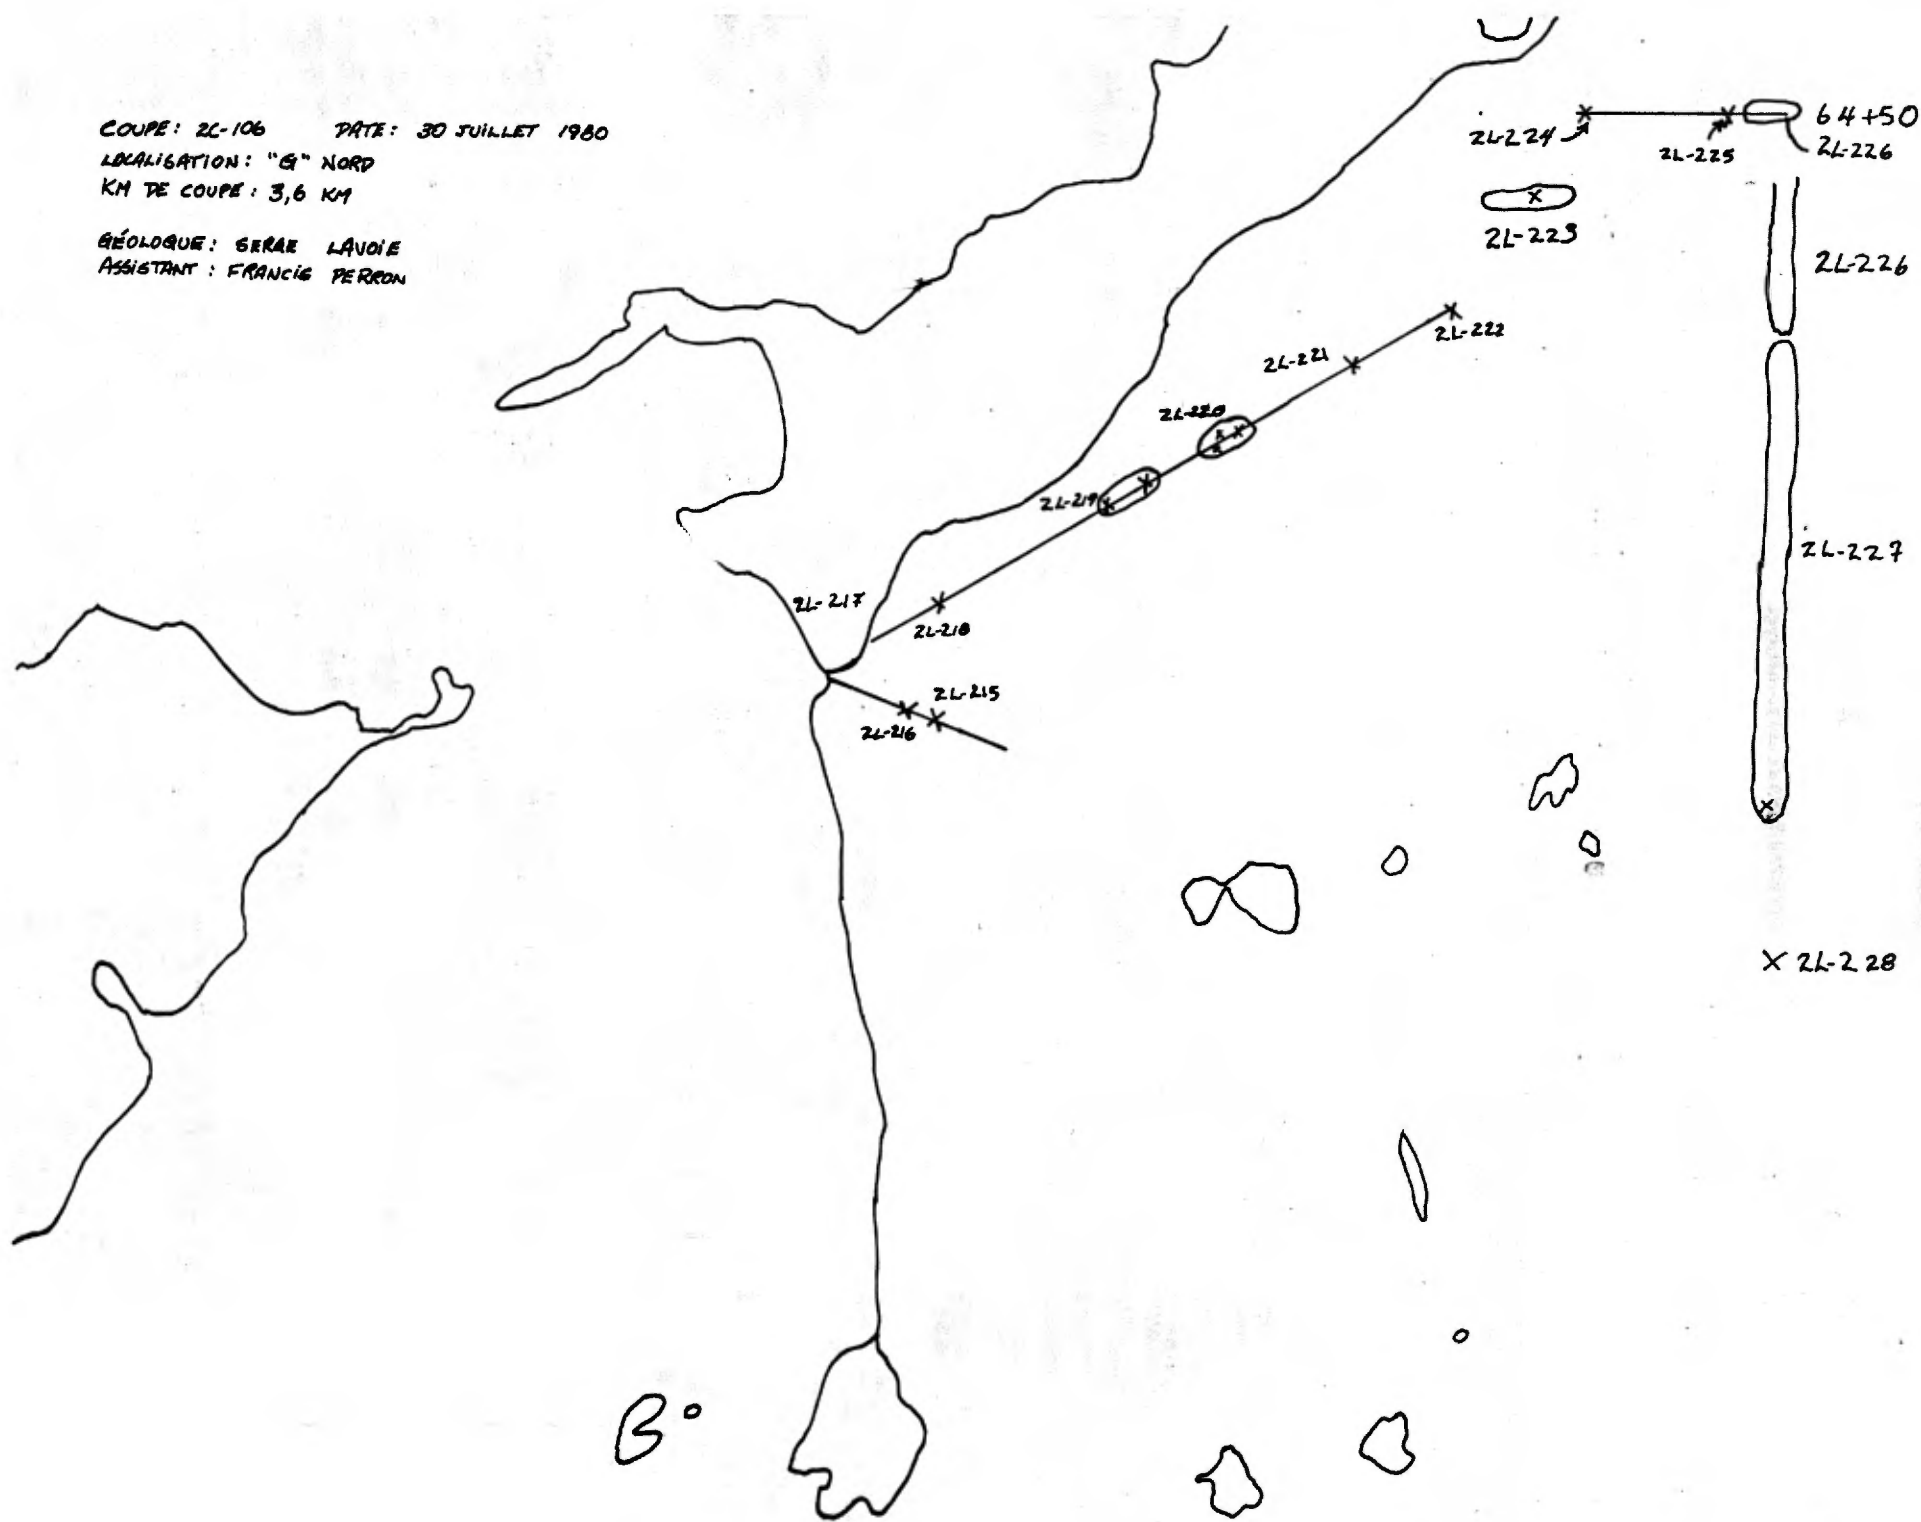 COUPE: 2C-106 DATE: 30 JUILLET 1980
LOCALISATION: "G" NORD
KM DE COUPE: 3,6 KM
GÉOLOGUE: SERGE LAVOIE
ASSISTANT: FRANCIS PERRON
64+50
2L-224
2L-225
2L-226
2L-223
2L-226
2L-222
2L-221
2L-220
2L-219
2L-227
2L-217
2L-218
2L-215
2L-216
2L-228